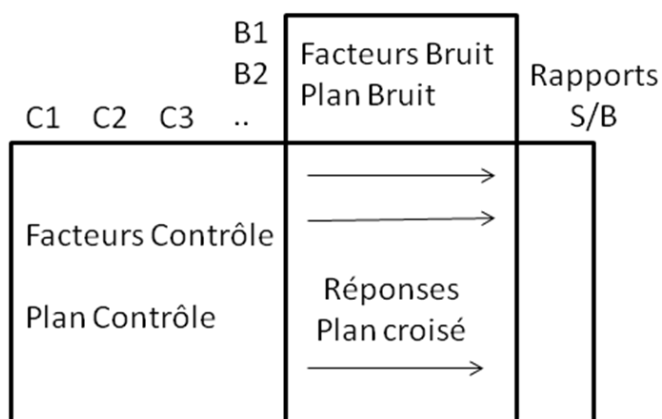 B1
B2
C1 C2 C3 ..
Facteurs Bruit
Plan Bruit
Rapports
S/B
Facteurs Contrôle
Plan Contrôle
Réponses
Plan croisé